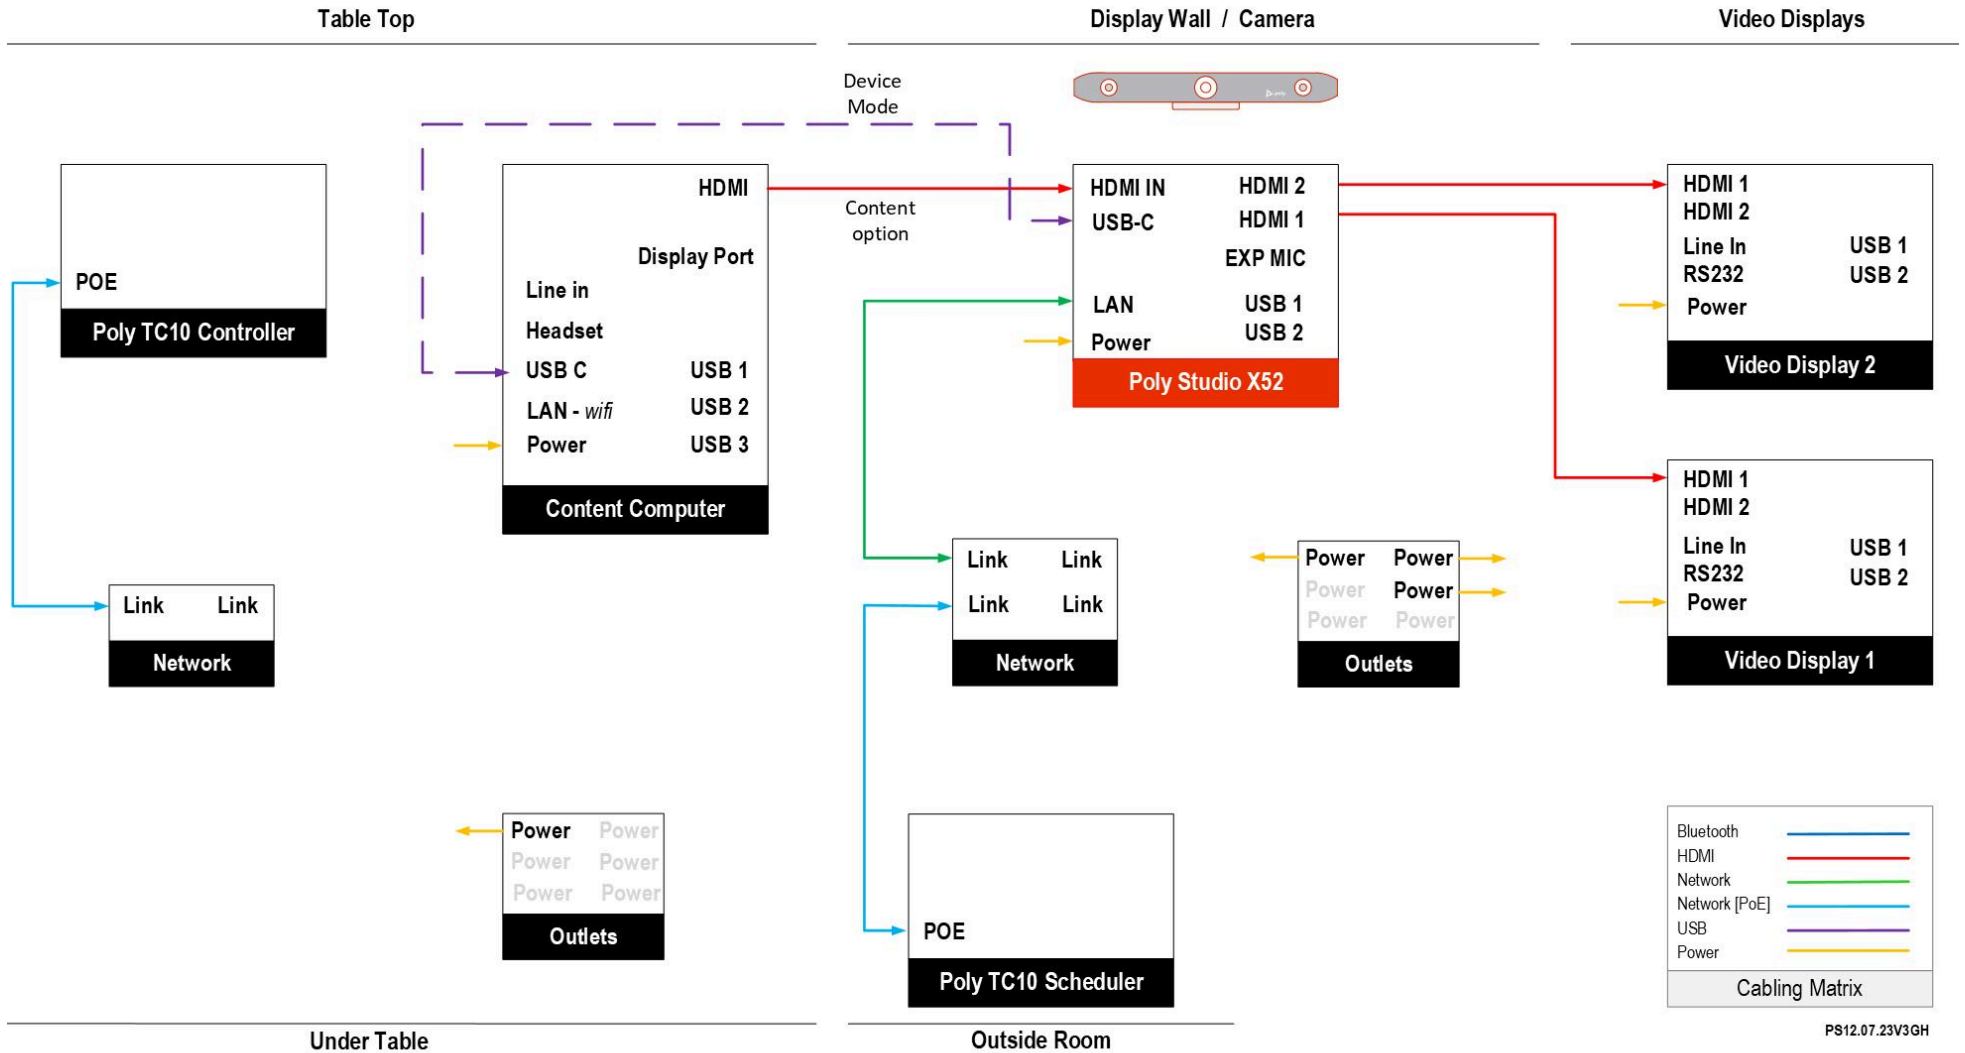 Table Top
Display Wall / Camera
Video Displays
Device
Mode
poly
HDMI
Content
option
Display Port
Line in
Headset
USB C
USB 1
LAN - wifi
USB 2
Power
USB 3
Content Computer
POE
Poly TC10 Controller
Link Link
Network
HDMI IN
HDMI 2
USB-C
HDMI 1
EXP MIC
LAN
USB 1
Power
USB 2
Poly Studio X52
HDMI 1
HDMI 2
Line In
USB 1
RS232
USB 2
Power
Video Display 2
HDMI 1
HDMI 2
Line In
USB 1
RS232
USB 2
Power
Video Display 1
Link Link
Link Link
Network
Power Power
Power Power
Power Power
Outlets
Power Power
Power Power
Power Power
Outlets
POE
Poly TC10 Scheduler
Bluetooth
HDMI
Network
Network [PoE]
USB
Power
Cabling Matrix
PS12.07.23V3GH
Under Table
Outside Room